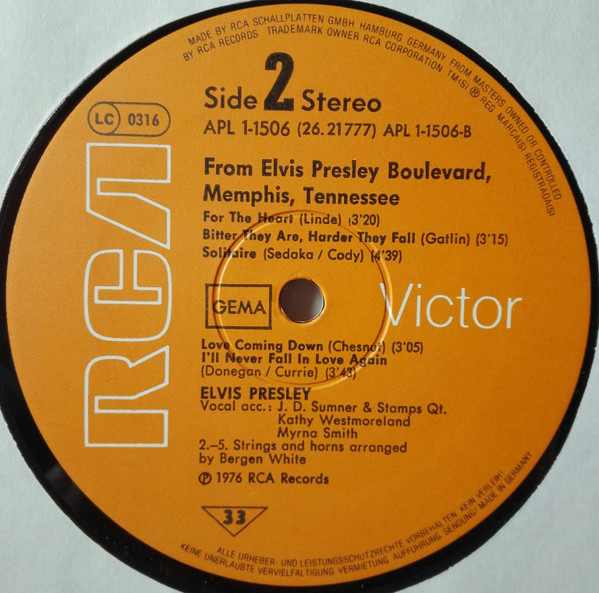 MADE BY RCA SCHALLPLATTEN GMBH HAMBURG GERMANY FROM MASTERS OWNED OR CONTROLLED
BY RCA RECORDS TRADEMARK OWNER RCA CORPORATION TM(S) ® REG MARCA(S) REGISTRADA(S)
Side 2 Stereo
LC 0316
APL 1-1506 (26.21777) APL 1-1506-B
From Elvis Presley Boulevard,
Memphis, Tennessee
For The Heart (Linde) (3'20)
Bitter They Are, Harder They Fall (Gatlin) (3'15)
Solitaire (Sedaka / Cody) (4'39)
RCA
GEMA
Victor
Love Coming Down (Chesnut) (3'05)
I'll Never Fall In Love Again
(Donegan / Currie) (3'43)
ELVIS PRESLEY
Vocal acc.: J. D. Sumner & Stamps Qt.
Kathy Westmoreland
Myrna Smith
2.–5. Strings and horns arranged
by Bergen White
℗ 1976 RCA Records
33
ALLE URHEBER- UND LEISTUNGSSCHUTZRECHTE VORBEHALTEN. KEIN VERLEIH!
KEINE UNERLAUBTE VERVIELFÄLTIGUNG, VERMIETUNG, AUFFÜHRUNG, SENDUNG! MADE IN GERMANY